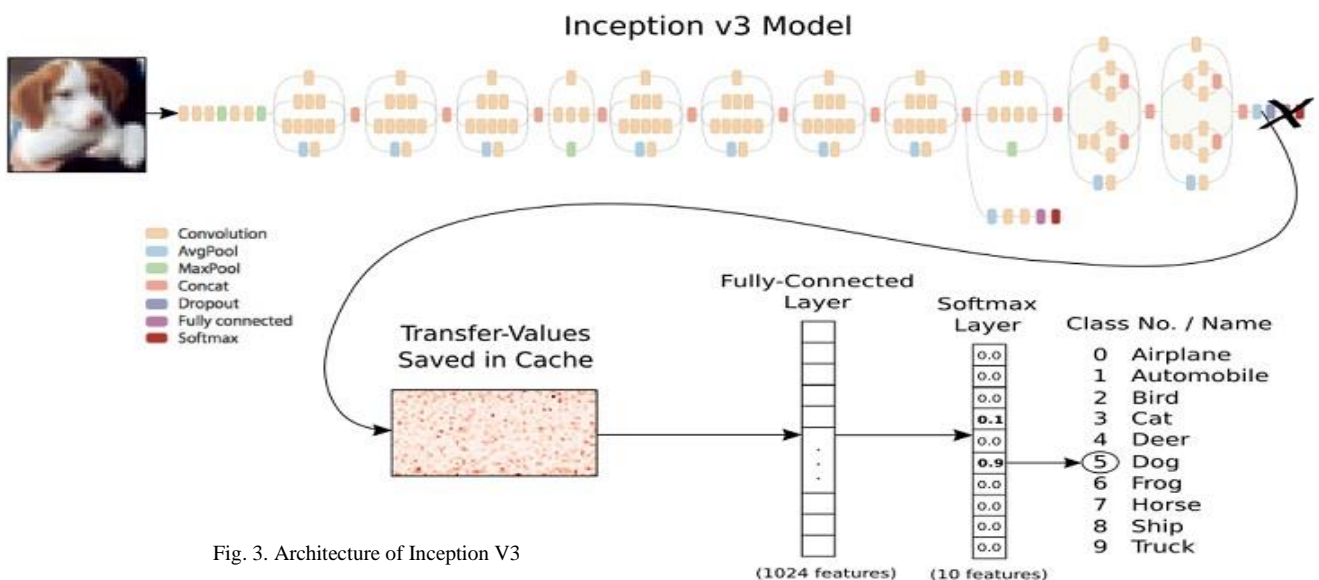 Inception v3 Model
Convolution
AvgPool
MaxPool
Concat
Dropout
Fully connected
Softmax
Transfer-Values
Saved in Cache
Fully-Connected
Layer
(1024 features)
Softmax
Layer
0.0
0.0
0.0
0.1
0.0
0.9
0.0
0.0
0.0
0.0
(10 features)
Class No. / Name
0 Airplane
1 Automobile
2 Bird
3 Cat
4 Deer
5 Dog
6 Frog
7 Horse
8 Ship
9 Truck
Fig. 3. Architecture of Inception V3